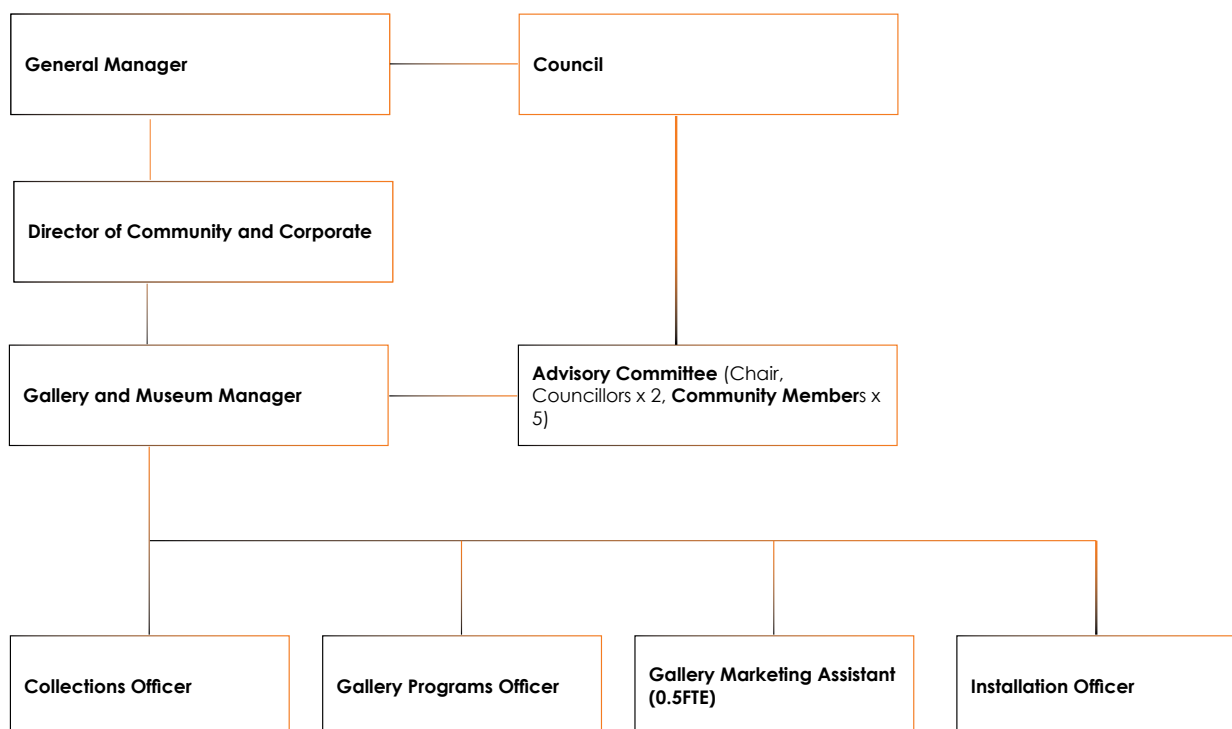 General Manager
Council
Director of Community and Corporate
Gallery and Museum Manager
Advisory Committee (Chair,
Councillors x 2, Community Members x
5)
Collections Officer
Gallery Programs Officer
Gallery Marketing Assistant
(0.5FTE)
Installation Officer